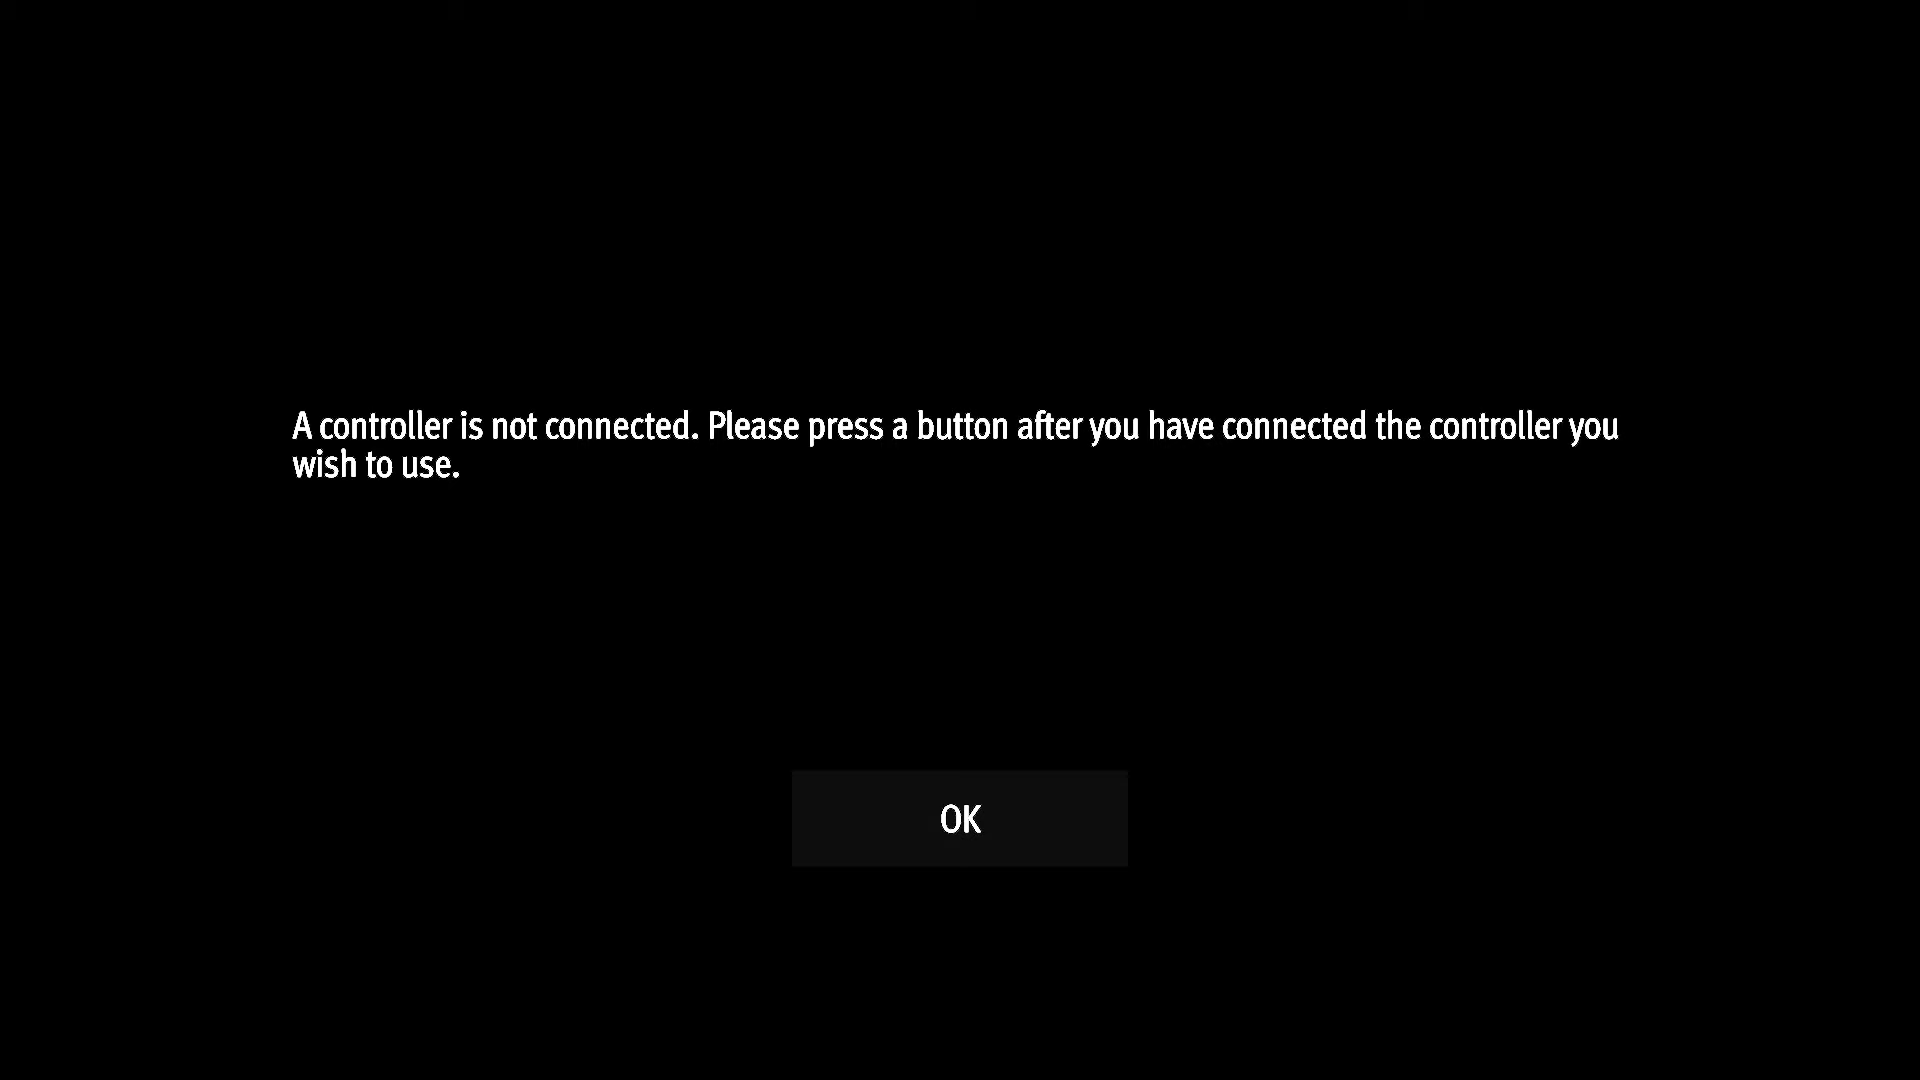 A controller is not connected. Please press a button after you have connected the controller you
wish to use.
OK